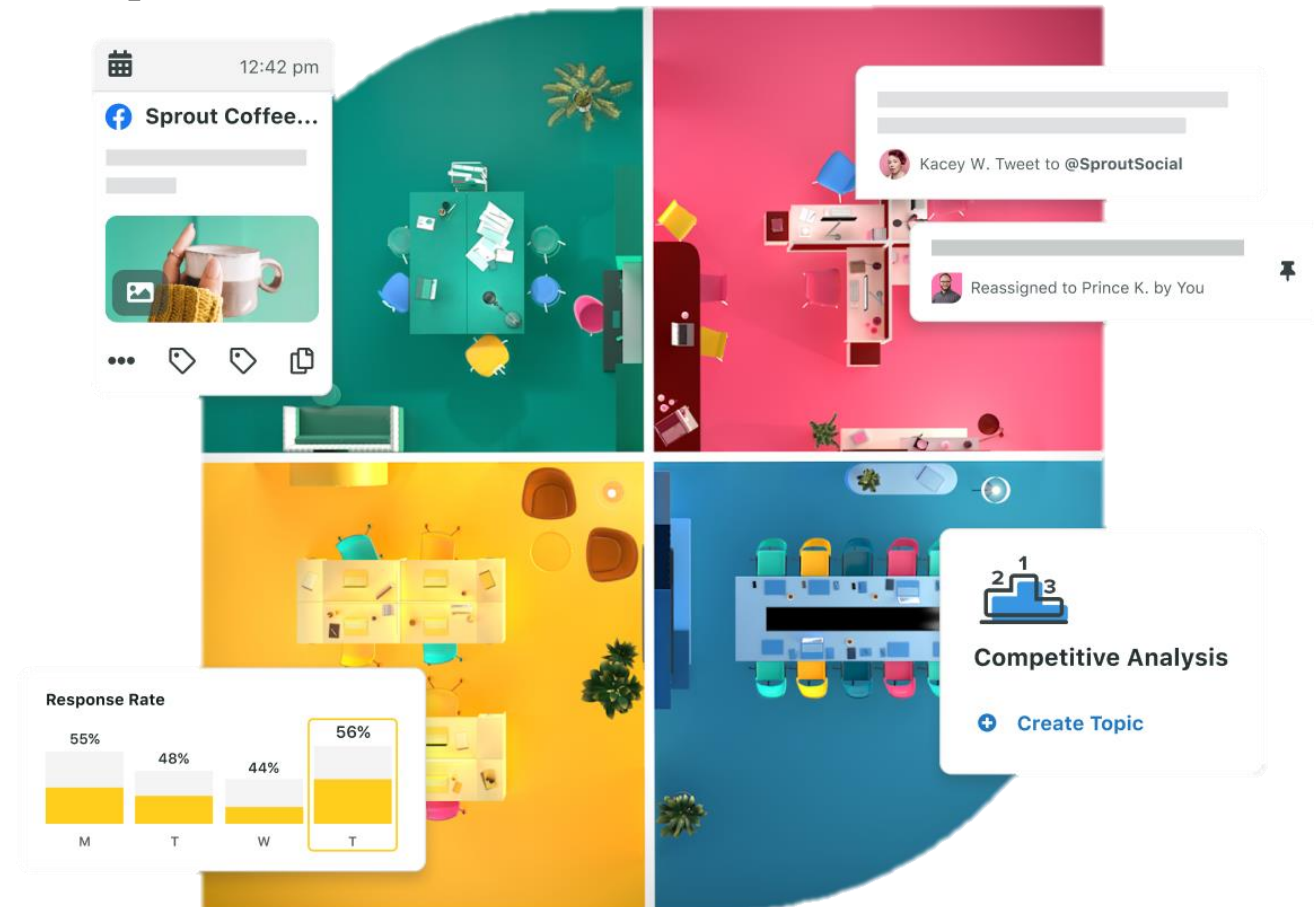 12:42 pm
Sprout Coffee...
Kacey W. Tweet to @SproutSocial
Reassigned to Prince K. by You
Response Rate
55%
48%
44%
56%
M
T
W
T
1
2
3
Competitive Analysis
Create Topic